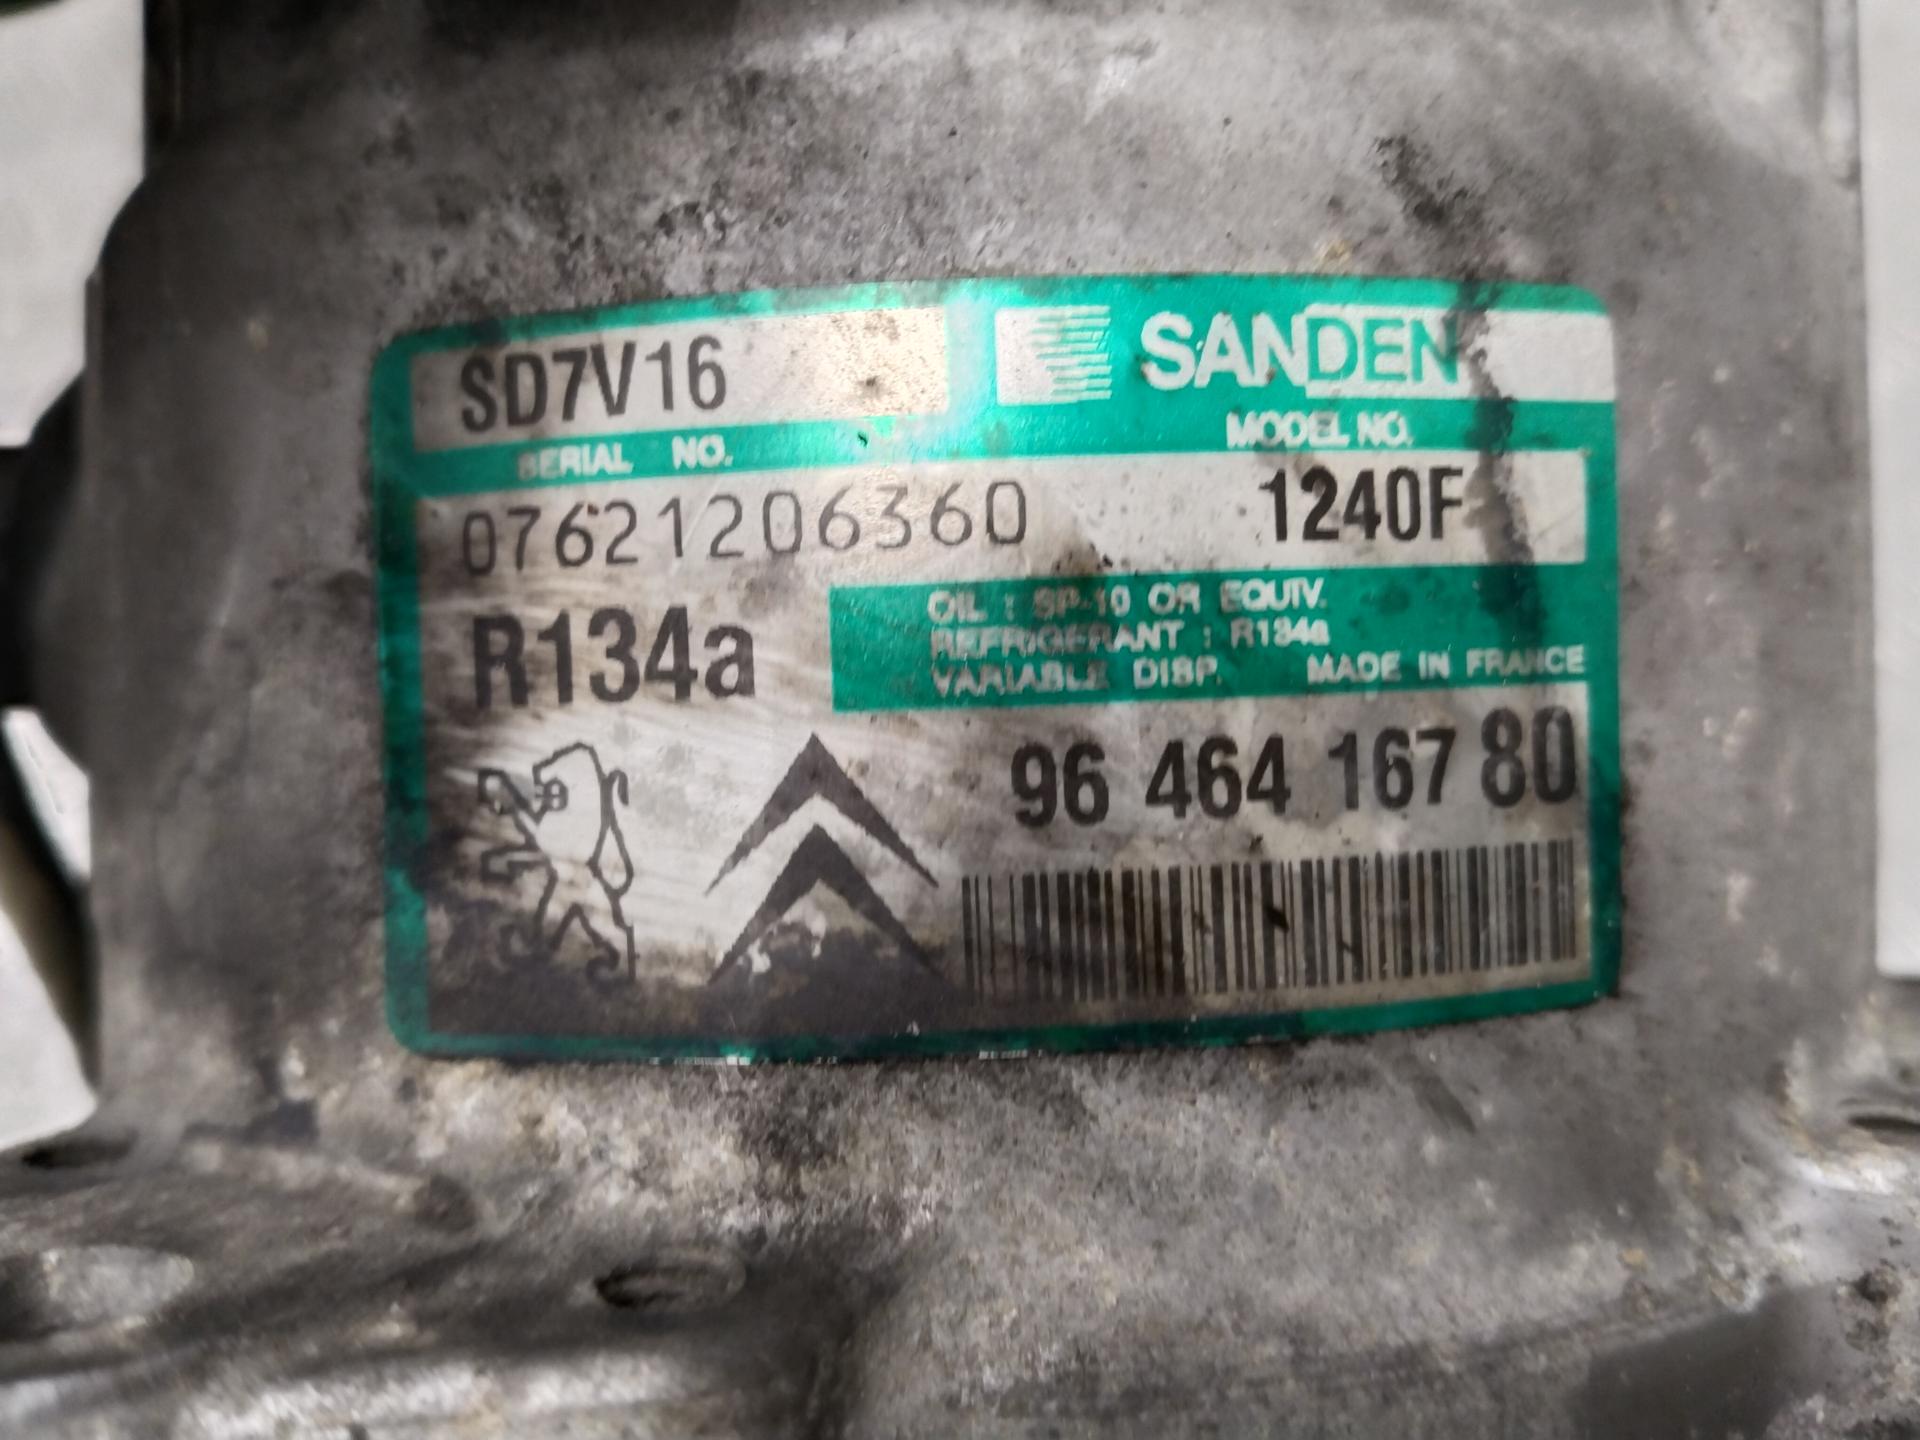 SD7V16
SANDEN
SERIAL NO.
MODEL NO.
07621206360
1240F
R134a
OIL : SP-10 OR EQUIV.
REFRIGERANT : R134a
VARIABLE DISP. MADE IN FRANCE
96 464 167 80